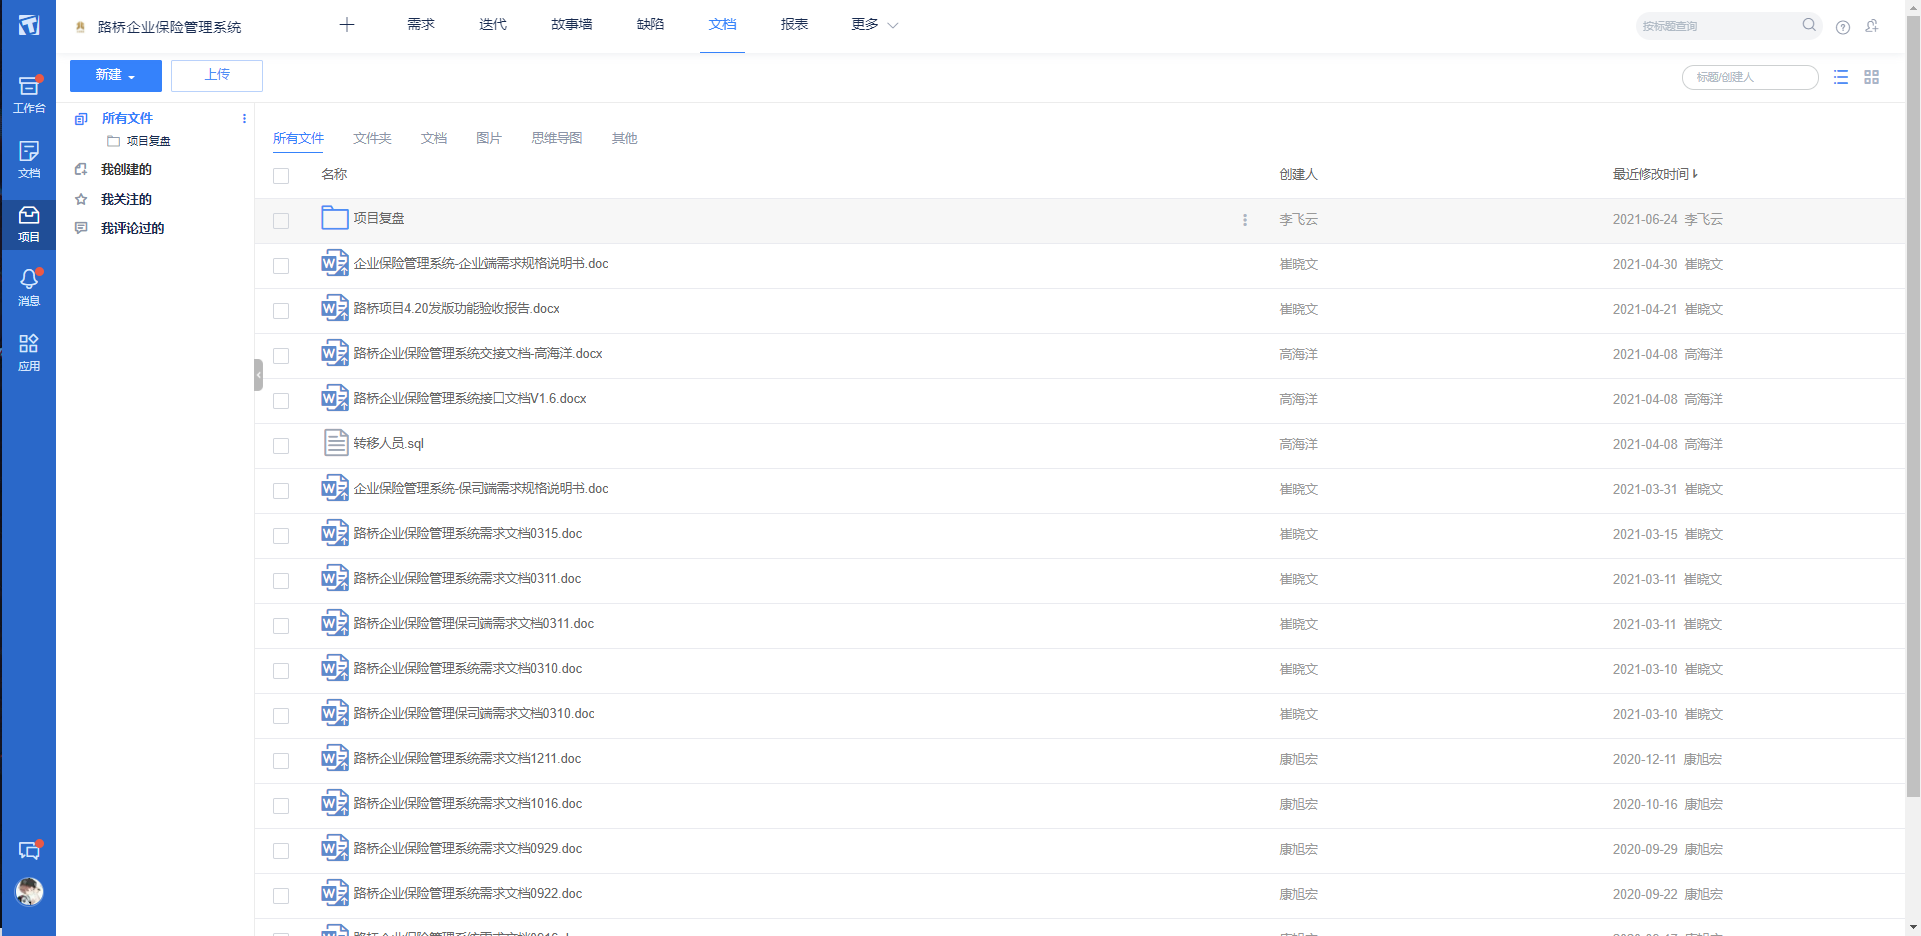 路桥企业保险管理系统
需求 迭代 故事墙 缺陷 文档 报表 更多
按标题查询
新建 上传
标题/创建人
工作台
文档
项目
消息
应用
所有文件
项目复盘
我创建的
我关注的
我评论过的
所有文件 文件夹 文档 图片 思维导图 其他
名称 创建人 最近修改时间
项目复盘 李飞云 2021-06-24 李飞云
企业保险管理系统-企业端需求规格说明书.doc 崔晓文 2021-04-30 崔晓文
路桥项目4.20发版功能验收报告.docx 崔晓文 2021-04-21 崔晓文
路桥企业保险管理系统交接文档-高海洋.docx 高海洋 2021-04-08 高海洋
路桥企业保险管理系统接口文档V1.6.docx 高海洋 2021-04-08 高海洋
转移人员.sql 高海洋 2021-04-08 高海洋
企业保险管理系统-保司端需求规格说明书.doc 崔晓文 2021-03-31 崔晓文
路桥企业保险管理系统需求文档0315.doc 崔晓文 2021-03-15 崔晓文
路桥企业保险管理系统需求文档0311.doc 崔晓文 2021-03-11 崔晓文
路桥企业保险管理保司端需求文档0311.doc 崔晓文 2021-03-11 崔晓文
路桥企业保险管理系统需求文档0310.doc 崔晓文 2021-03-10 崔晓文
路桥企业保险管理保司端需求文档0310.doc 崔晓文 2021-03-10 崔晓文
路桥企业保险管理系统需求文档1211.doc 康旭宏 2020-12-11 康旭宏
路桥企业保险管理系统需求文档1016.doc 康旭宏 2020-10-16 康旭宏
路桥企业保险管理系统需求文档0929.doc 康旭宏 2020-09-29 康旭宏
路桥企业保险管理系统需求文档0922.doc 康旭宏 2020-09-22 康旭宏